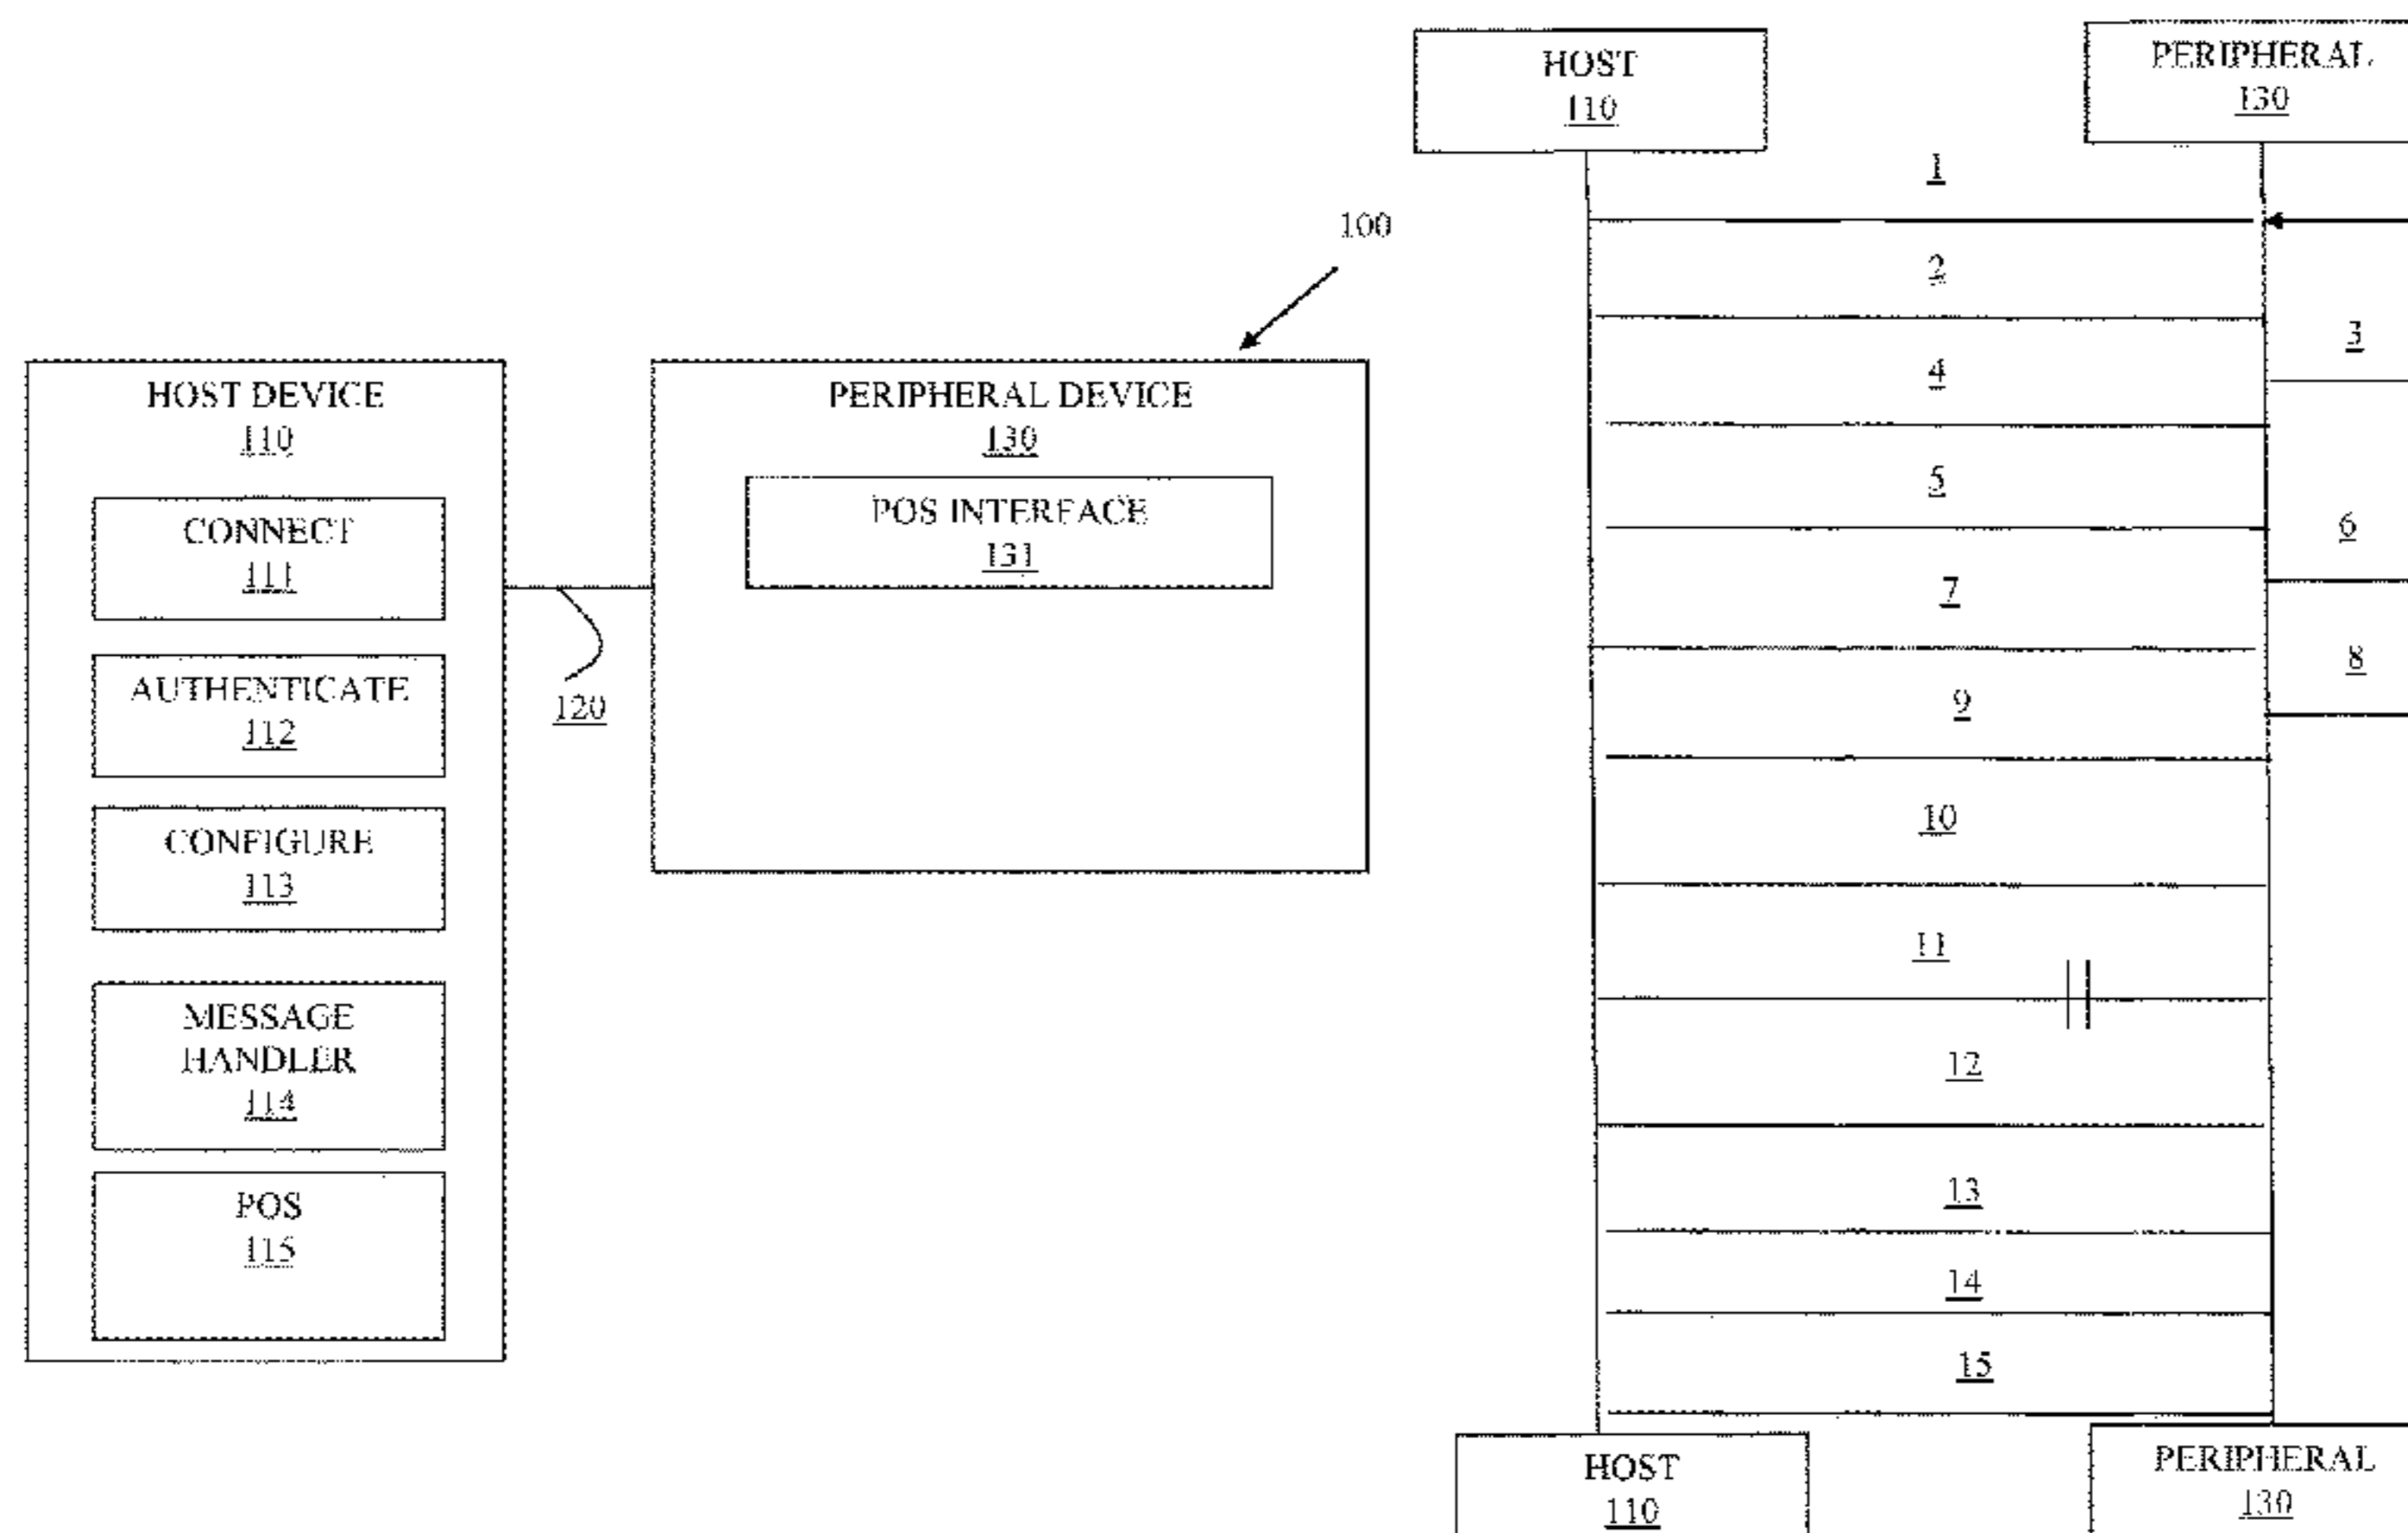 HOST DEVICE
110
CONNECT
111
AUTHENTICATE
112
CONFIGURE
113
MESSAGE
HANDLER
114
POS
115
120
PERIPHERAL DEVICE
130
POS INTERFACE
131
100
HOST
110
PERIPHERAL
130
1
2
3
4
5
6
7
8
9
10
11
12
13
14
15
HOST
110
PERIPHERAL
130